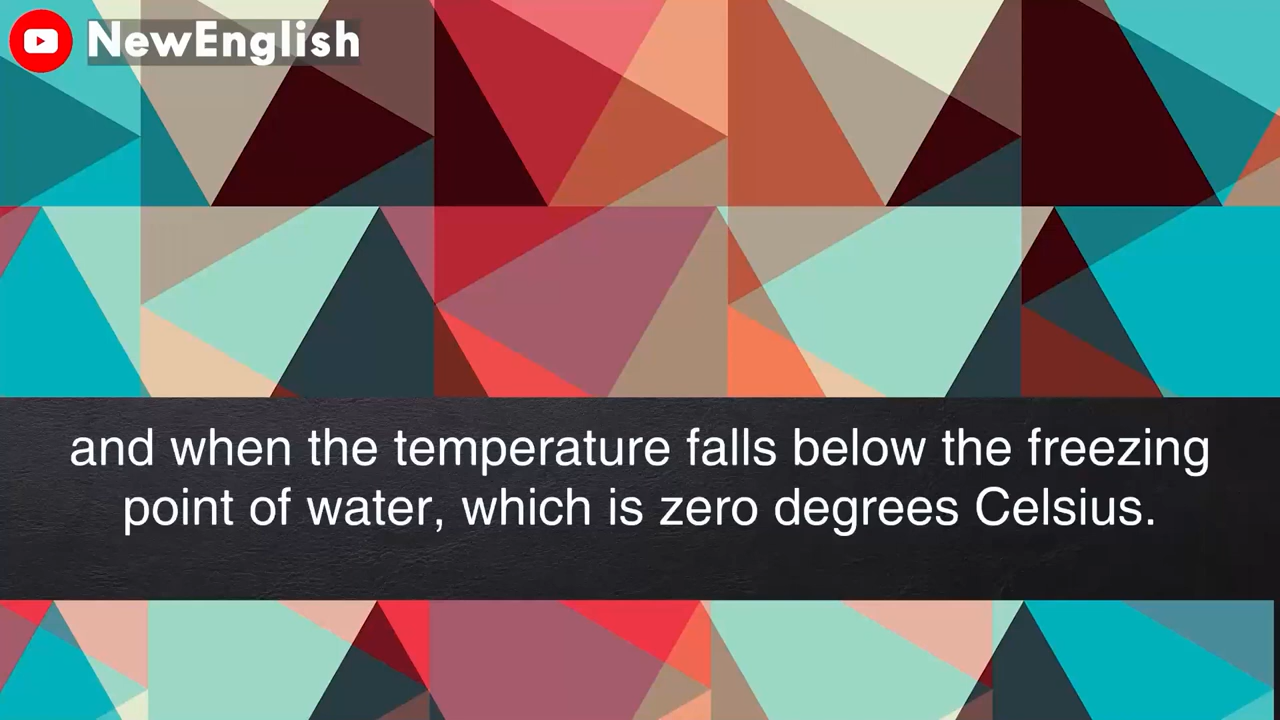 NewEnglish
and when the temperature falls below the freezing
point of water, which is zero degrees Celsius.